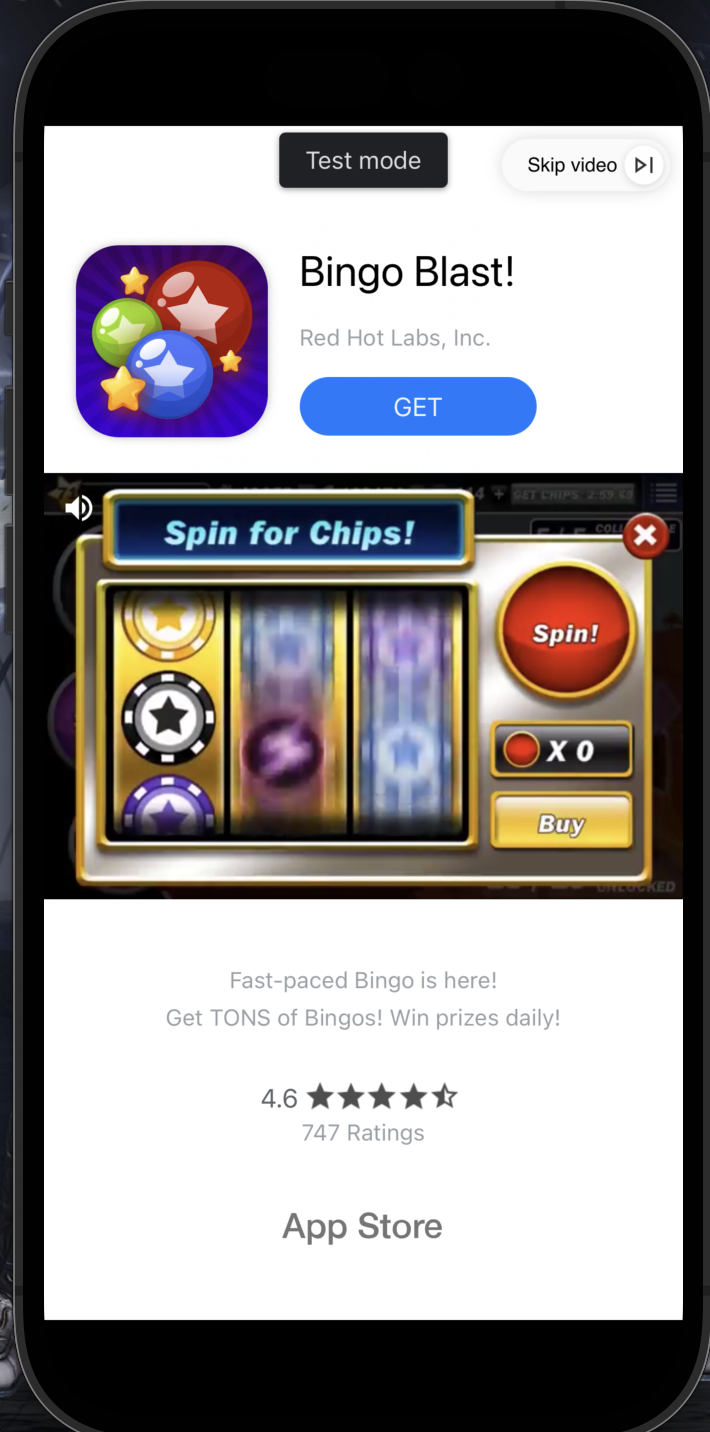 Test mode
Skip video
Bingo Blast!
Red Hot Labs, Inc.
GET
GET CHIPS 2:59
Spin for Chips!
Spin!
X 0
Buy
UNLOCKED
Fast-paced Bingo is here!
Get TONS of Bingos! Win prizes daily!
4.6
747 Ratings
App Store